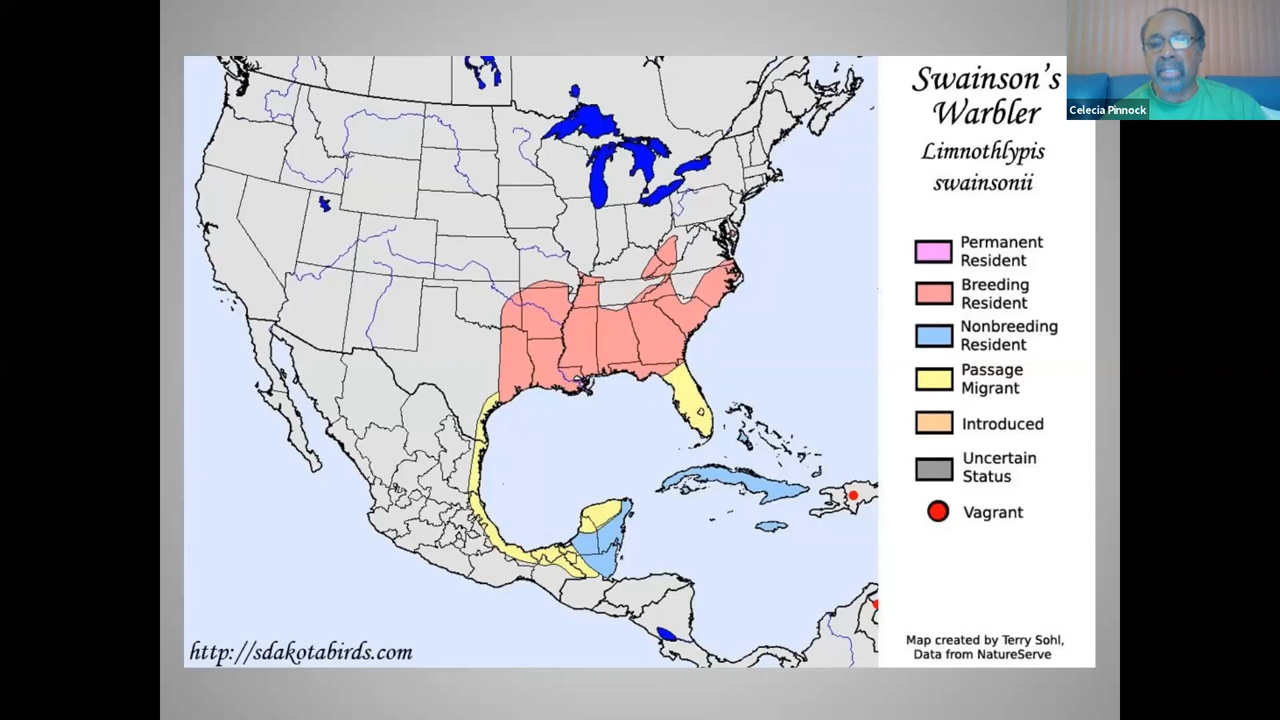 Swainson's
Warbler
Limnothlypis
swainsonii
Celecia Pinnock
Permanent
Resident
Breeding
Resident
Nonbreeding
Resident
Passage
Migrant
Introduced
Uncertain
Status
Vagrant
Map created by Terry Sohl,
Data from NatureServe
http://sdakotabirds.com